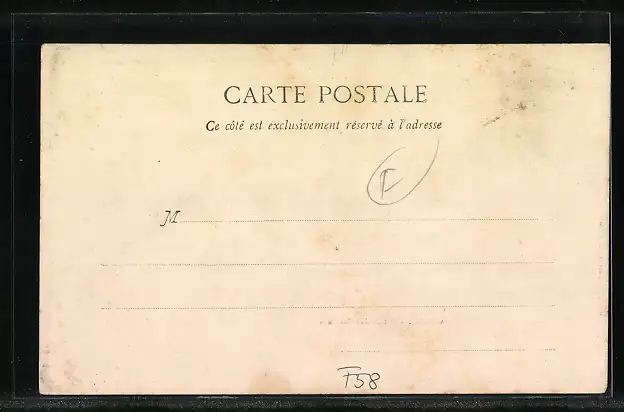 CARTE POSTALE
Ce côté est exclusivement réservé à l'adresse
F
M
F58